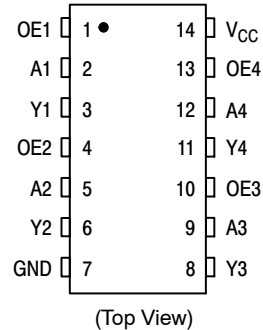 OE1 1 14 VCC
A1 2 13 OE4
Y1 3 12 A4
OE2 4 11 Y4
A2 5 10 OE3
Y2 6 9 A3
GND 7 8 Y3
(Top View)